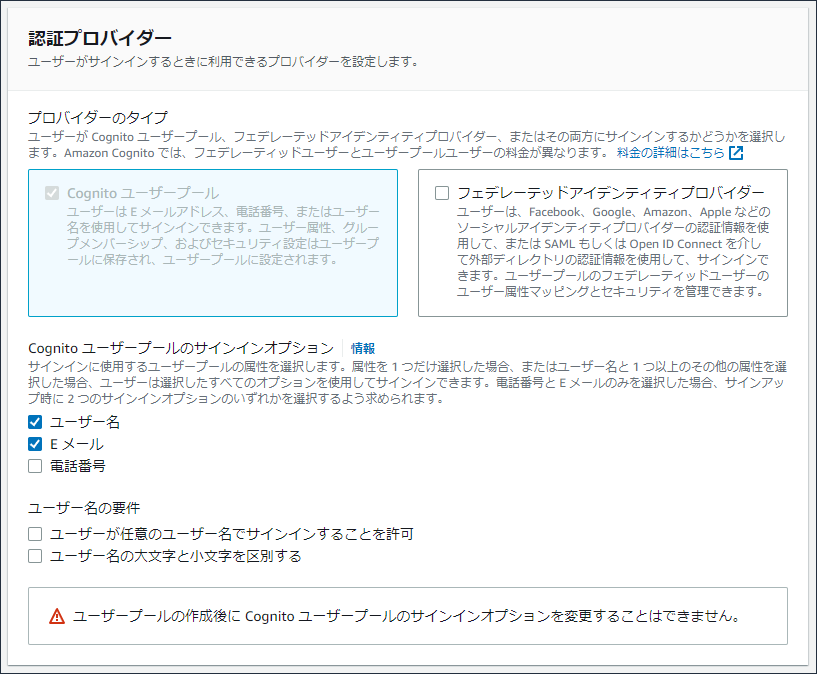 認証プロバイダー
ユーザーがサインインするときに利用できるプロバイダーを設定します。
プロバイダーのタイプ
ユーザーが Cognito ユーザープール、フェデレーテッドアイデンティティプロバイダー、またはその両方にサインインするかどうかを選択し
ます。Amazon Cognito では、フェデレーティッドユーザーとユーザープールユーザーの料金が異なります。 料金の詳細はこちら
Cognito ユーザープール
ユーザーは E メールアドレス、電話番号、またはユーザー
名を使用してサインインできます。ユーザー属性、グルー
プメンバーシップ、およびセキュリティ設定はユーザープ
ールに保存され、ユーザープールに設定されます。
フェデレーテッドアイデンティティプロバイダー
ユーザーは、Facebook、Google、Amazon、Apple などの
ソーシャルアイデンティティプロバイダーの認証情報を使
用して、または SAML もしくは Open ID Connect を介し
て外部ディレクトリの認証情報を使用して、サインインで
きます。ユーザープールのフェデレーティッドユーザーの
ユーザー属性マッピングとセキュリティを管理できます。
Cognito ユーザープールのサインインオプション 情報
サインインに使用するユーザープールの属性を選択します。属性を 1 つだけ選択した場合、またはユーザー名と 1 つ以上のその他の属性を選
択した場合、ユーザーは選択したすべてのオプションを使用してサインインできます。電話番号と E メールのみを選択した場合、サインアッ
プ時に 2 つのサインインオプションのいずれかを選択するよう求められます。
ユーザー名
E メール
電話番号
ユーザー名の要件
ユーザーが任意のユーザー名でサインインすることを許可
ユーザー名の大文字と小文字を区別する
ユーザープールの作成後に Cognito ユーザープールのサインインオプションを変更することはできません。